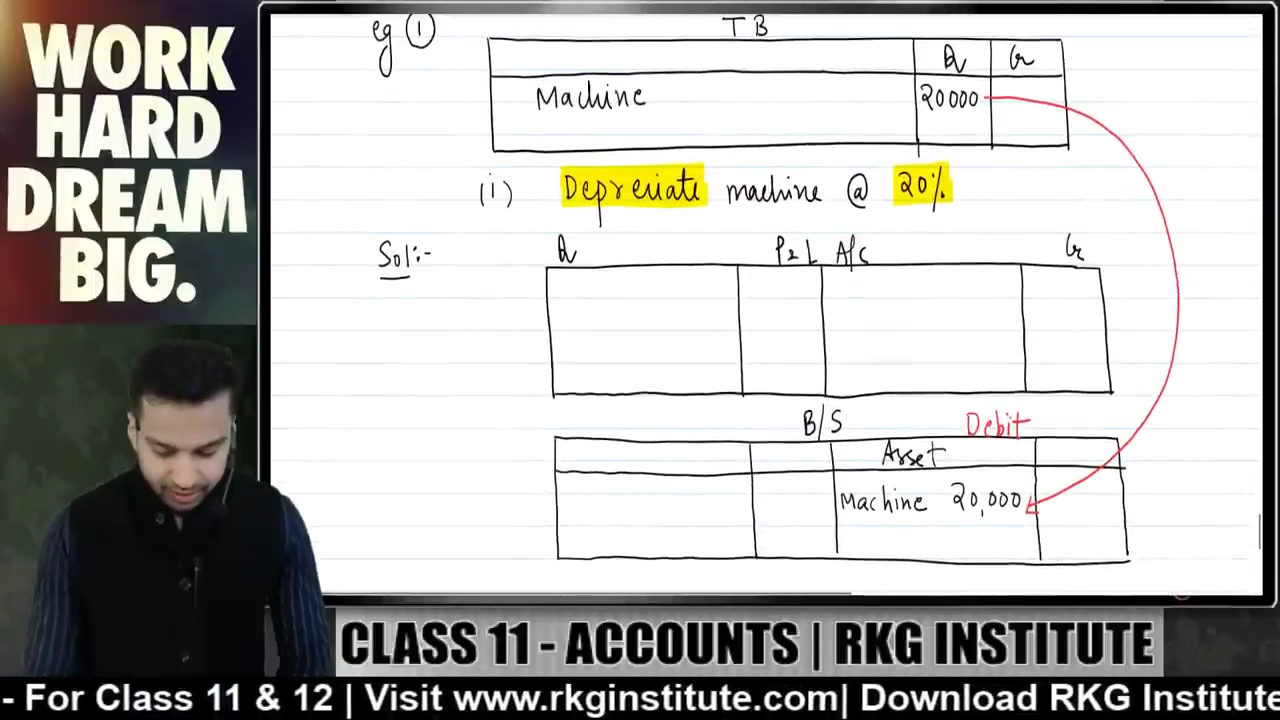 WORK
HARD
DREAM
BIG.
eg (1) T B
Dr Cr
Machine 20000
(i) Depreciate machine @ 20%
Sol:-
Dr P & L A/C Cr
B/S Debit
Asset
Machine 20,000
CLASS 11 - ACCOUNTS | RKG INSTITUTE
- For Class 11 & 12 | Visit www.rkginstitute.com| Download RKG Institute